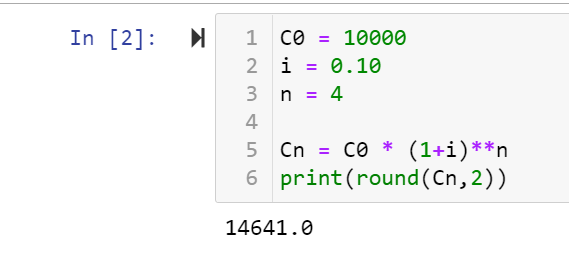 In [2]:
1 C0 = 10000
2 i = 0.10
3 n = 4
4
5 Cn = C0 * (1+i)**n
6 print(round(Cn,2))
14641.0